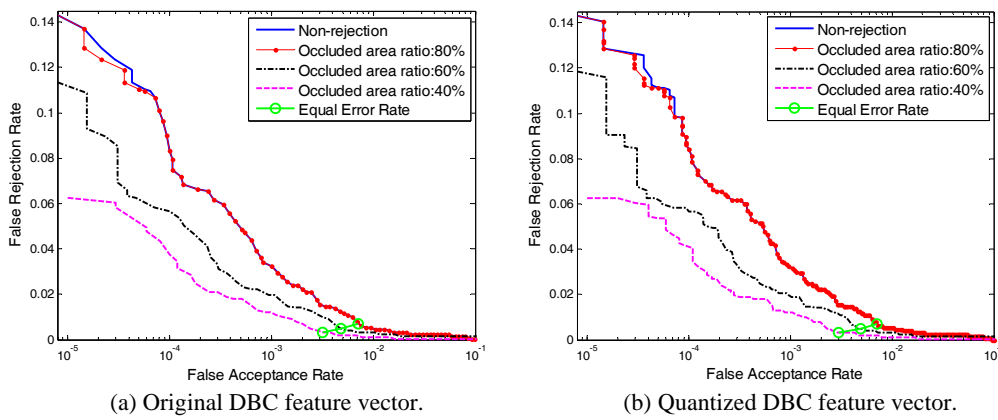 0.14
0.12
0.1
0.08
0.06
0.04
0.02
0
False Rejection Rate
Non-rejection
Occluded area ratio:80%
Occluded area ratio:60%
Occluded area ratio:40%
Equal Error Rate
10^-5
10^-4
10^-3
10^-2
10^-1
False Acceptance Rate
(a) Original DBC feature vector.
0.14
0.12
0.1
0.08
0.06
0.04
0.02
0
False Rejection Rate
Non-rejection
Occluded area ratio:80%
Occluded area ratio:60%
Occluded area ratio:40%
Equal Error Rate
10^-5
10^-4
10^-3
10^-2
10^-1
False Acceptance Rate
(b) Quantized DBC feature vector.